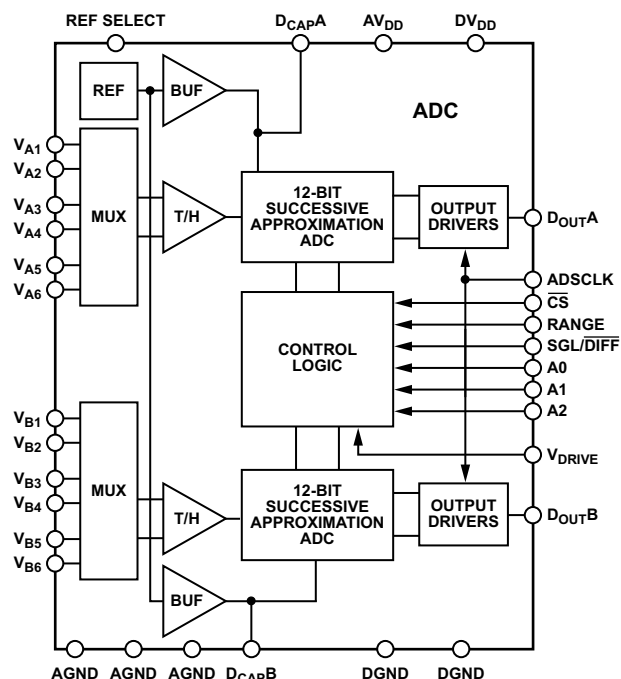 REF SELECT
DCAPA
AVDD
DVDD
REF
BUF
ADC
VA1
VA2
VA3
VA4
VA5
VA6
MUX
T/H
12-BIT
SUCCESSIVE
APPROXIMATION
ADC
OUTPUT
DRIVERS
DOUTA
ADSCLK
CS
RANGE
SGL/DIFF
A0
A1
A2
CONTROL
LOGIC
VDRIVE
VB1
VB2
VB3
VB4
VB5
VB6
MUX
T/H
12-BIT
SUCCESSIVE
APPROXIMATION
ADC
OUTPUT
DRIVERS
DOUTB
BUF
AGND
AGND
AGND
DCAPB
DGND
DGND